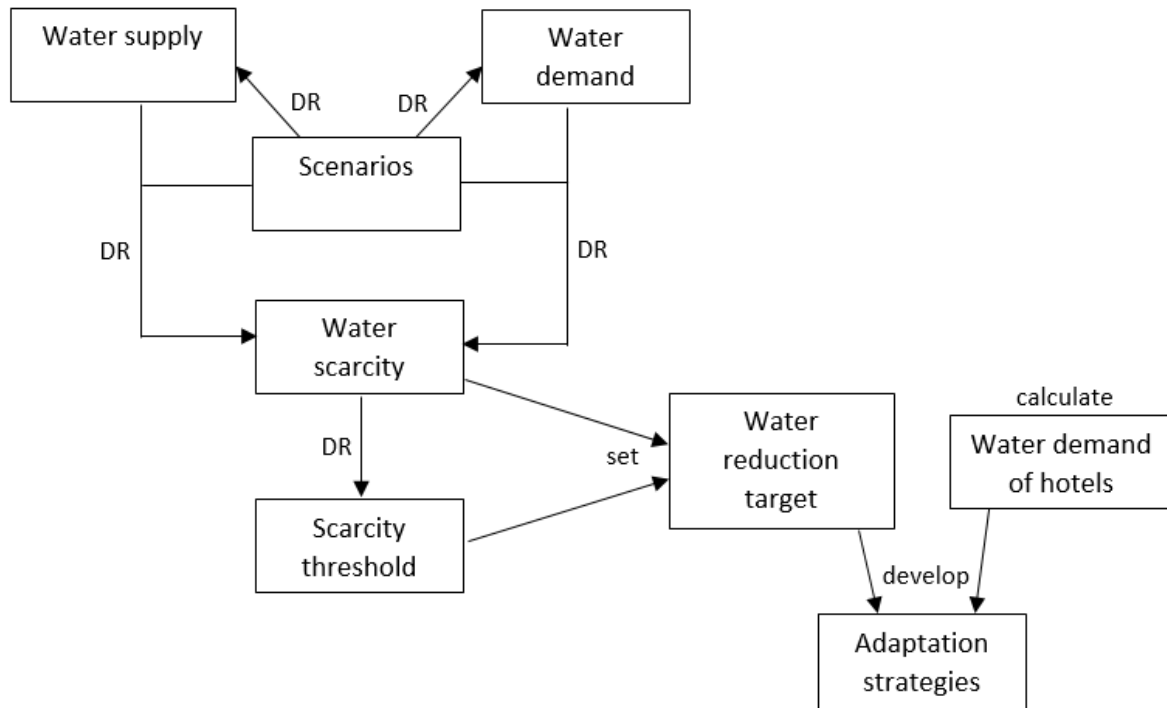 Water supply
Water
demand
DR
DR
Scenarios
DR
DR
Water
scarcity
calculate
Water
reduction
target
Water demand
of hotels
DR
set
Scarcity
threshold
develop
Adaptation
strategies